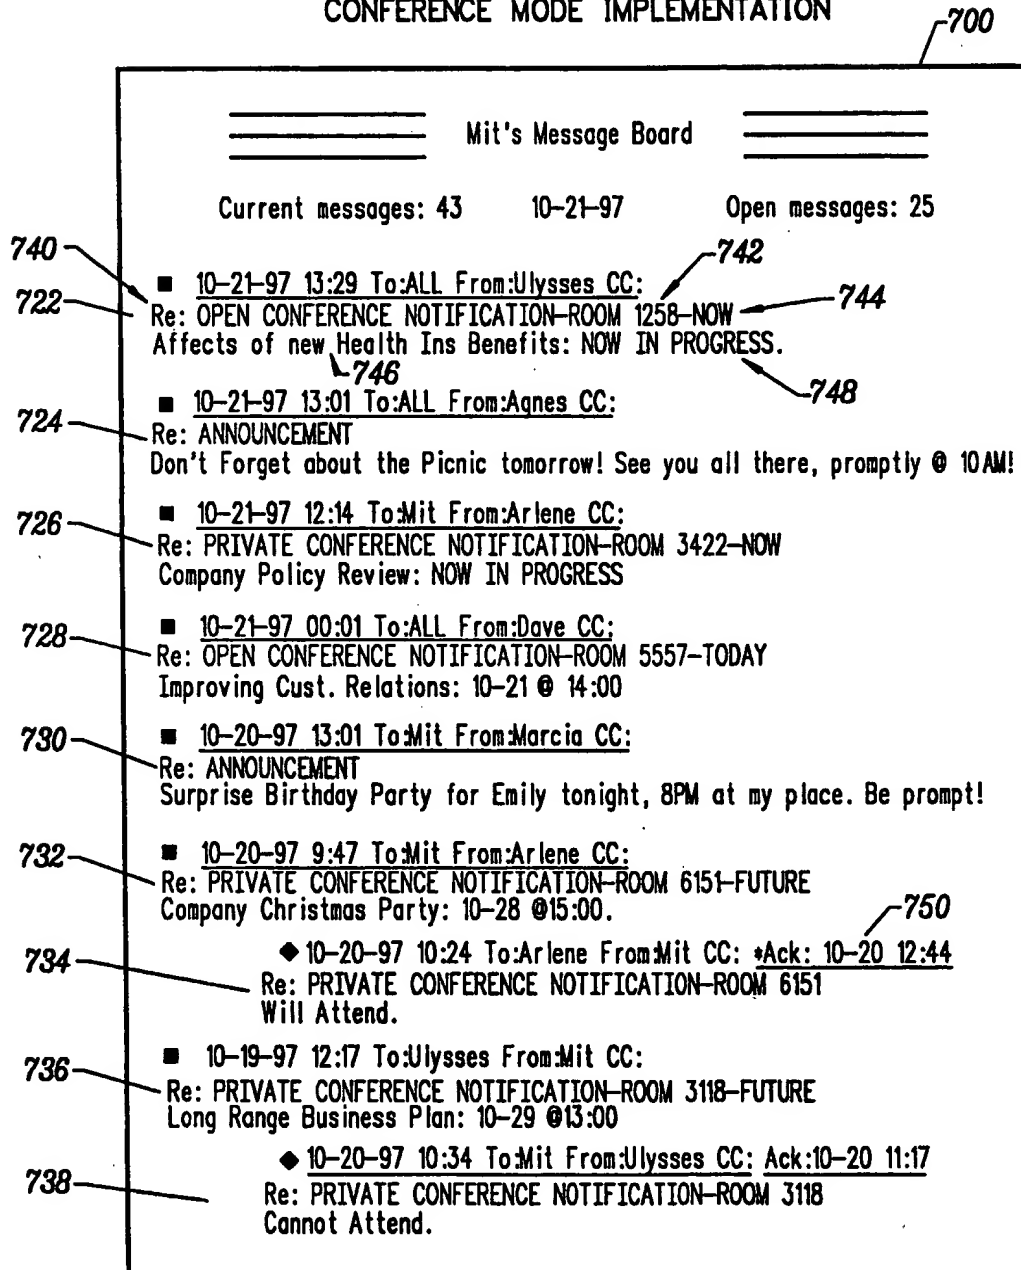 CONFERENCE MODE IMPLEMENTATION
700
Mit's Message Board
Current messages: 43 10-21-97 Open messages: 25
740
742
■ 10-21-97 13:29 To:ALL From:Ulysses CC:
722
744
Re: OPEN CONFERENCE NOTIFICATION-ROOM 1258-NOW
Affects of new Health Ins Benefits: NOW IN PROGRESS.
746
748
■ 10-21-97 13:01 To:ALL From:Agnes CC:
724
Re: ANNOUNCEMENT
Don't Forget about the Picnic tomorrow! See you all there, promptly @ 10AM!
■ 10-21-97 12:14 To:Mit From:Arlene CC:
726
Re: PRIVATE CONFERENCE NOTIFICATION-ROOM 3422-NOW
Company Policy Review: NOW IN PROGRESS
■ 10-21-97 00:01 To:ALL From:Dave CC:
728
Re: OPEN CONFERENCE NOTIFICATION-ROOM 5557-TODAY
Improving Cust. Relations: 10-21 @ 14:00
■ 10-20-97 13:01 To:Mit From:Marcia CC:
730
Re: ANNOUNCEMENT
Surprise Birthday Party for Emily tonight, 8PM at my place. Be prompt!
■ 10-20-97 9:47 To:Mit From:Arlene CC:
732
Re: PRIVATE CONFERENCE NOTIFICATION-ROOM 6151-FUTURE
Company Christmas Party: 10-28 @15:00.
750
◆ 10-20-97 10:24 To:Arlene From:Mit CC: *Ack: 10-20 12:44
734
Re: PRIVATE CONFERENCE NOTIFICATION-ROOM 6151
Will Attend.
■ 10-19-97 12:17 To:Ulysses From:Mit CC:
736
Re: PRIVATE CONFERENCE NOTIFICATION-ROOM 3118-FUTURE
Long Range Business Plan: 10-29 @13:00
◆ 10-20-97 10:34 To:Mit From:Ulysses CC: Ack:10-20 11:17
738
Re: PRIVATE CONFERENCE NOTIFICATION-ROOM 3118
Cannot Attend.